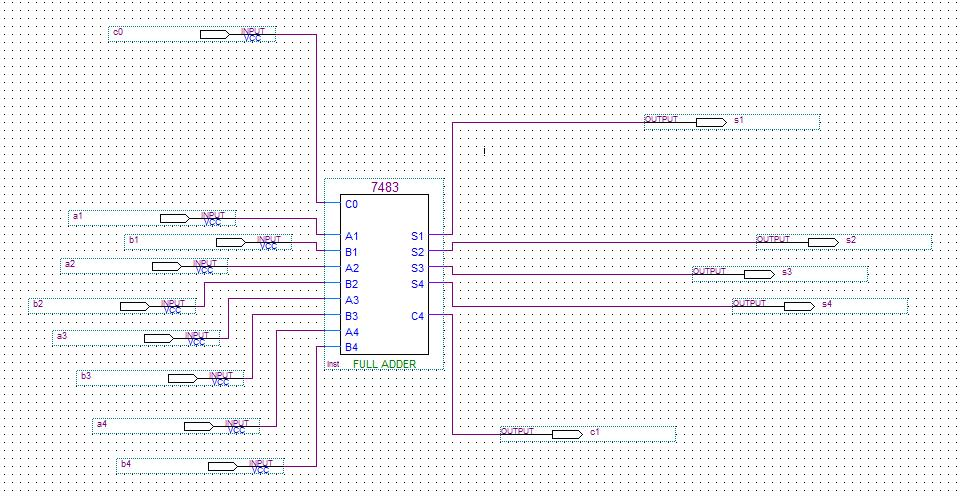 c0 INPUT VCC
OUTPUT s1
7483
C0
a1 INPUT VCC
b1 INPUT VCC
A1 S1
OUTPUT s2
B1 S2
a2 INPUT VCC
A2 S3
OUTPUT s3
B2 S4
b2 INPUT VCC
A3
OUTPUT s4
B3 C4
a3 INPUT VCC
A4
B4
inst FULL ADDER
b3 INPUT VCC
a4 INPUT VCC
OUTPUT c1
b4 INPUT VCC